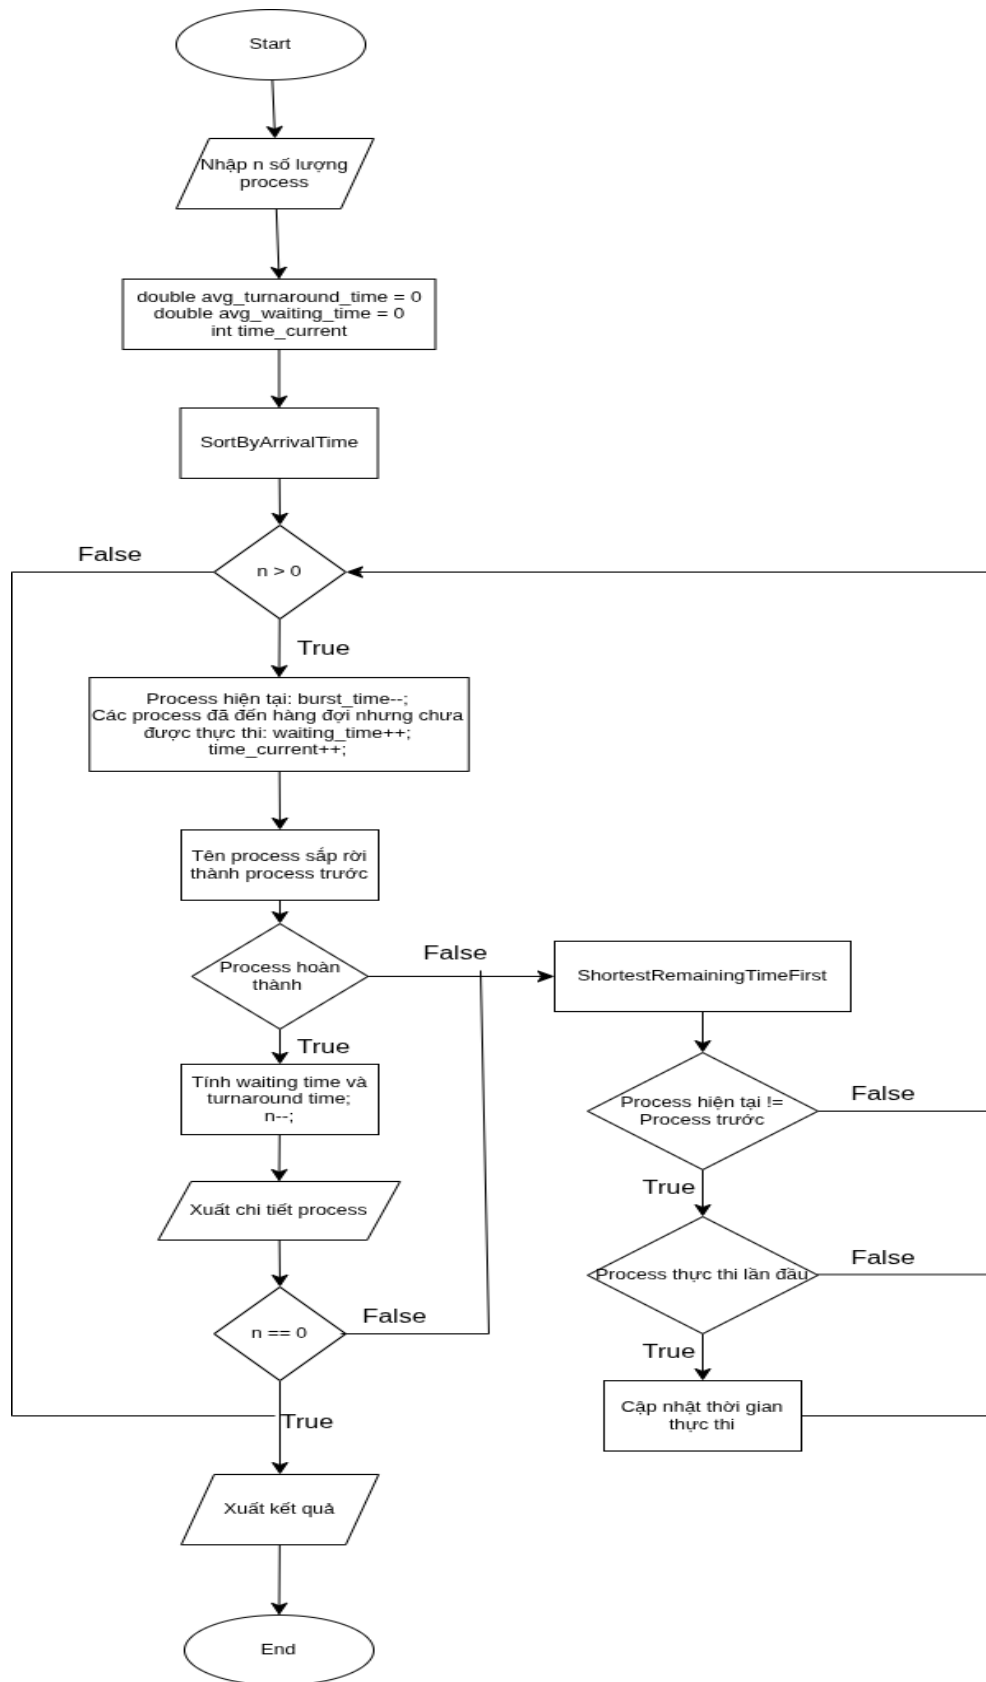 Start
Nhập n số lượng
process
double avg_turnaround_time = 0
double avg_waiting_time = 0
int time_current
SortByArrivalTime
False
n > 0
True
Process hiện tại: burst_time--;
Các process đã đến hàng đợi nhưng chưa
được thực thi: waiting_time++;
time_current++;
Tên process sắp rời
thành process trước
Process hoàn
thành
False
True
Tính waiting time và
turnaround time;
n--;
Xuất chi tiết process
n == 0
False
True
Xuất kết quả
End
ShortestRemainingTimeFirst
Process hiện tại !=
Process trước
False
True
Process thực thi lần đầu
False
True
Cập nhật thời gian
thực thi